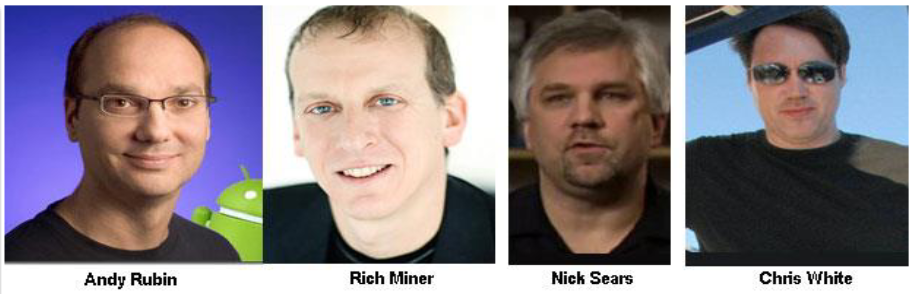 Andy Rubin
Rich Miner
Nick Sears
Chris White